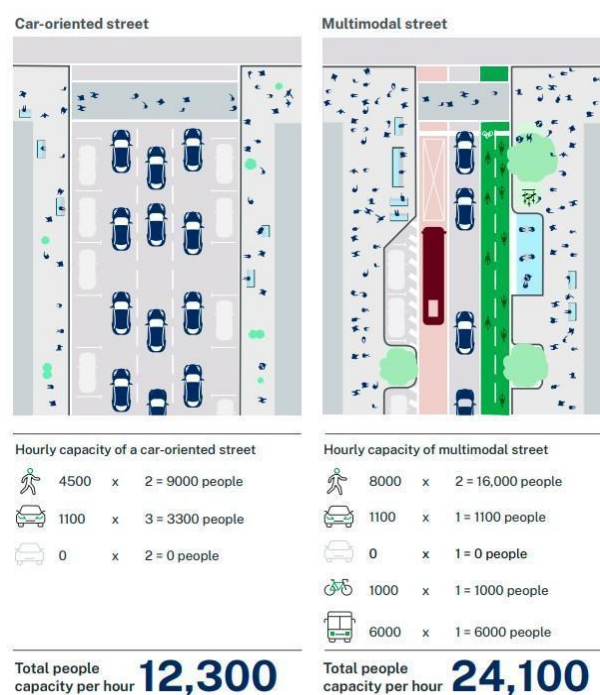 Car-oriented street
Multimodal street
Hourly capacity of a car-oriented street
4500 x 2 = 9000 people
1100 x 3 = 3300 people
0 x 2 = 0 people
Total people
capacity per hour 12,300
Hourly capacity of multimodal street
8000 x 2 = 16,000 people
1100 x 1 = 1100 people
0 x 1 = 0 people
1000 x 1 = 1000 people
6000 x 1 = 6000 people
Total people
capacity per hour 24,100